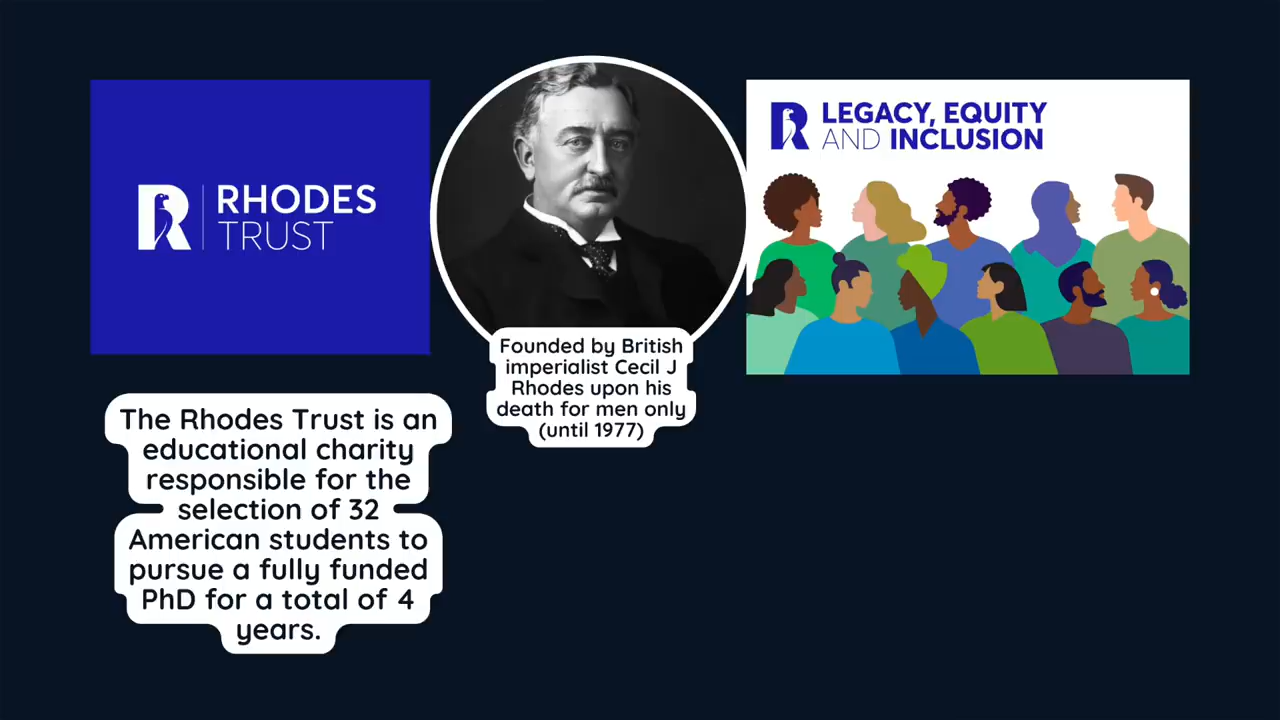 RHODES
TRUST
The Rhodes Trust is an
educational charity
responsible for the
selection of 32
American students to
pursue a fully funded
PhD for a total of 4
years.
Founded by British
imperialist Cecil J
Rhodes upon his
death for men only
(until 1977)
LEGACY, EQUITY
AND INCLUSION